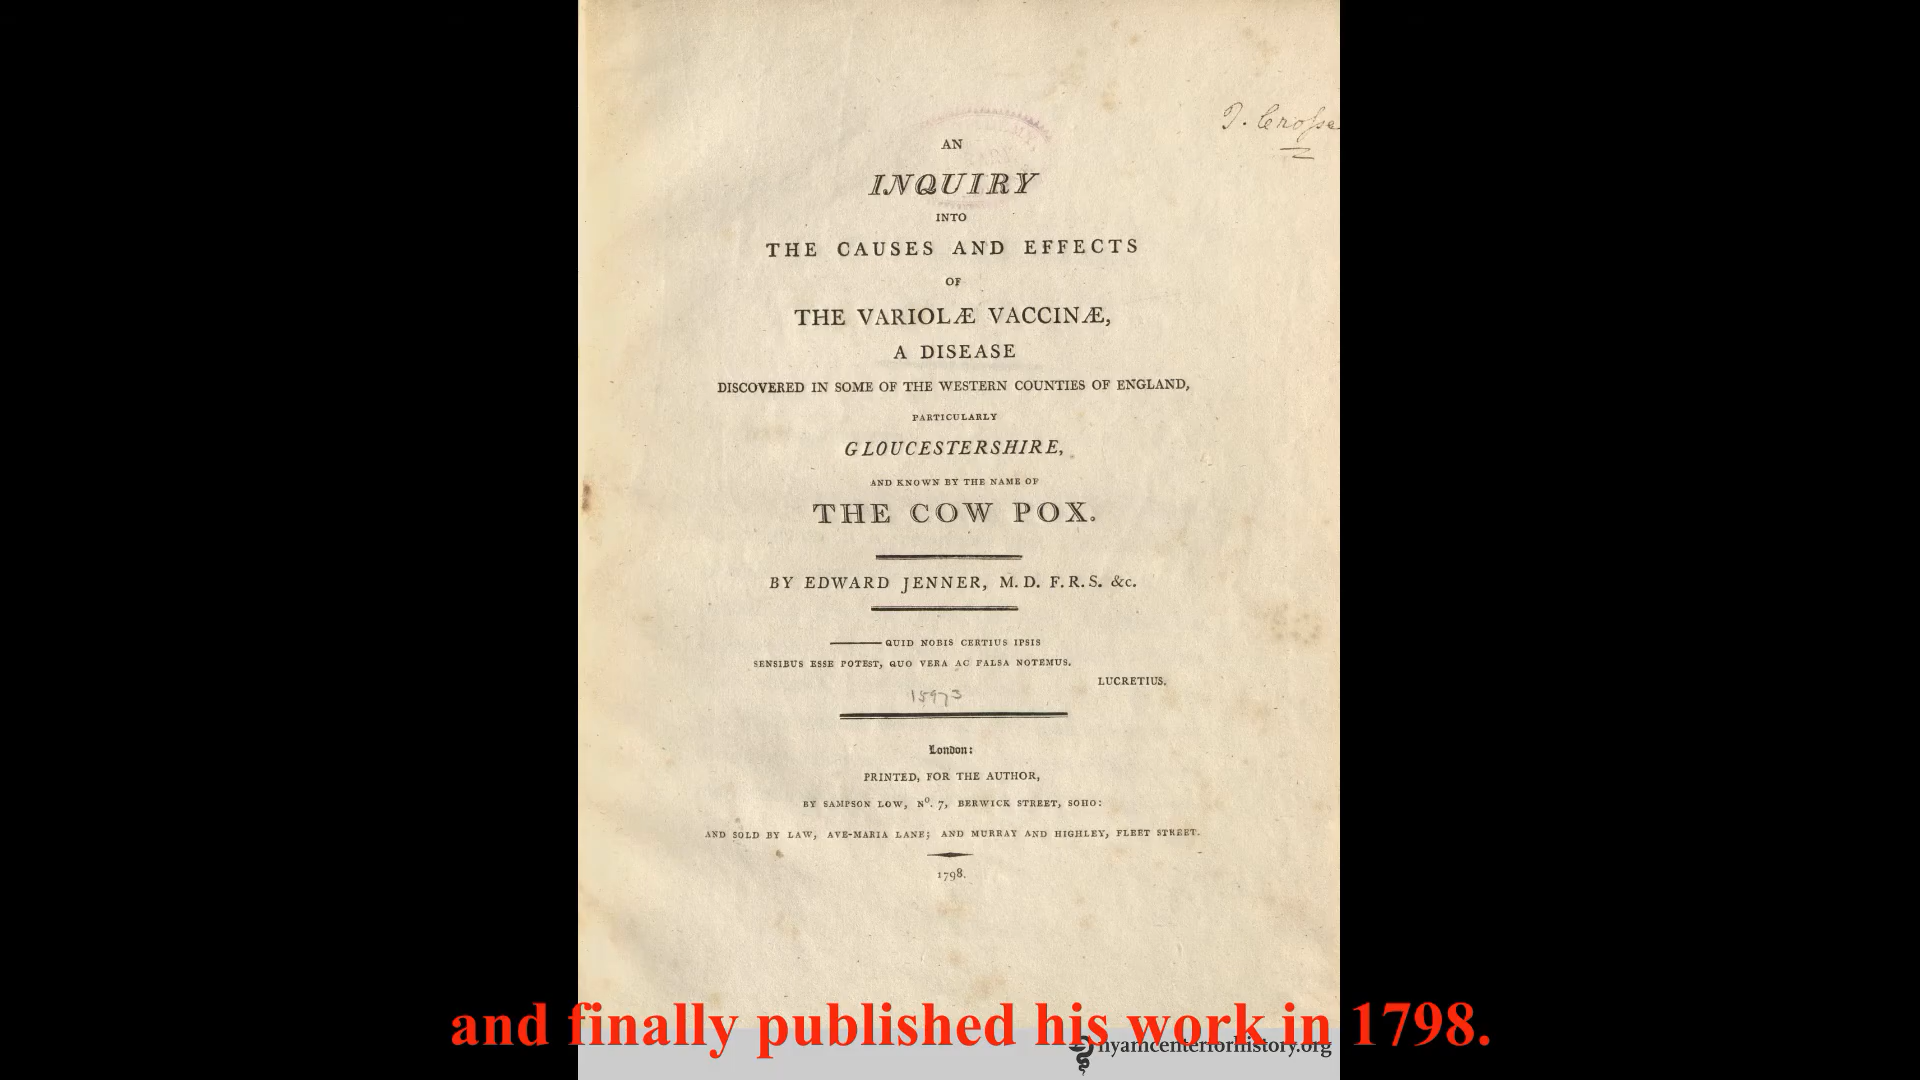 J. Crosse
AN
INQUIRY
INTO
THE CAUSES AND EFFECTS
OF
THE VARIOLÆ VACCINÆ,
A DISEASE
DISCOVERED IN SOME OF THE WESTERN COUNTIES OF ENGLAND,
PARTICULARLY
GLOUCESTERSHIRE,
AND KNOWN BY THE NAME OF
THE COW POX.
BY EDWARD JENNER, M.D. F.R.S. &c.
QUID NOBIS CERTIUS IPSIS
SENSIBUS ESSE POTEST, QUO VERA AC FALSA NOTEMUS.
LUCRETIUS.
15973
London:
PRINTED, FOR THE AUTHOR,
BY SAMPSON LOW, Nº. 7, BERWICK STREET, SOHO:
AND SOLD BY LAW, AVE-MARIA LANE; AND MURRAY AND HIGHLEY, FLEET STREET.
1798.
and finally published his work in 1798.
nyamcenterforhistory.org